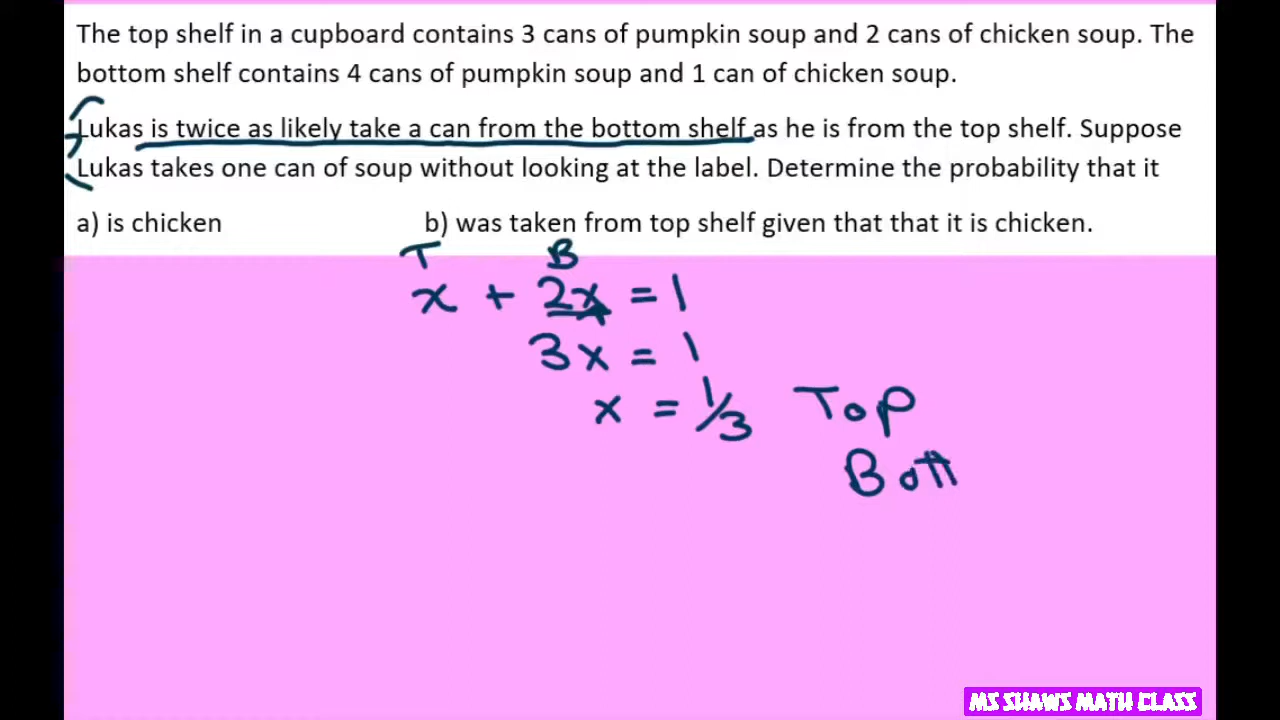 The top shelf in a cupboard contains 3 cans of pumpkin soup and 2 cans of chicken soup. The
bottom shelf contains 4 cans of pumpkin soup and 1 can of chicken soup.
Lukas is twice as likely take a can from the bottom shelf as he is from the top shelf. Suppose
Lukas takes one can of soup without looking at the label. Determine the probability that it
a) is chicken b) was taken from top shelf given that that it is chicken.
T B
x + 2x = 1
3x = 1
x = 1/3 Top
Bott
MS SHAWS MATH CLASS